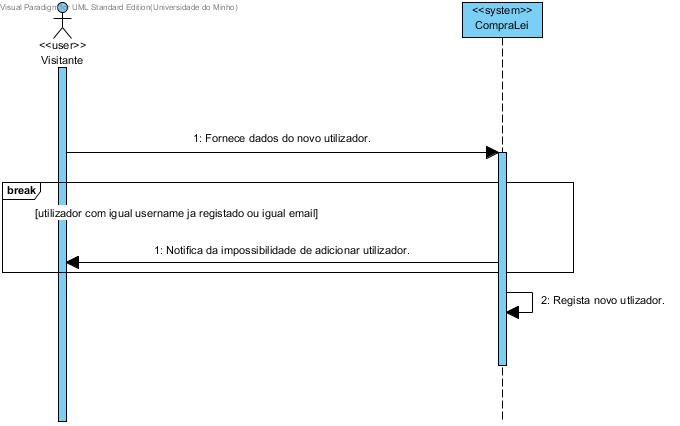 Visual Paradigm for UML Standard Edition(Universidade do Minho)
<<user>>
Visitante
<<system>>
CompraLei
1: Fornece dados do novo utilizador.
break
[utilizador com igual username ja registado ou igual email]
1: Notifica da impossibilidade de adicionar utilizador.
2: Regista novo utlizador.